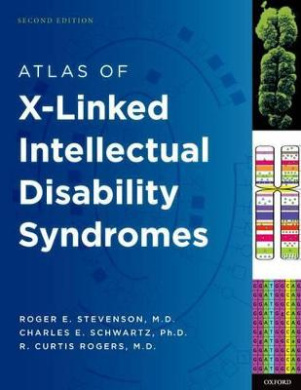 SECOND EDITION
ATLAS OF
X-Linked
Intellectual
Disability
Syndromes
ROGER E. STEVENSON, M.D.
CHARLES E. SCHWARTZ, Ph.D.
R. CURTIS ROGERS, M.D.
OXFORD